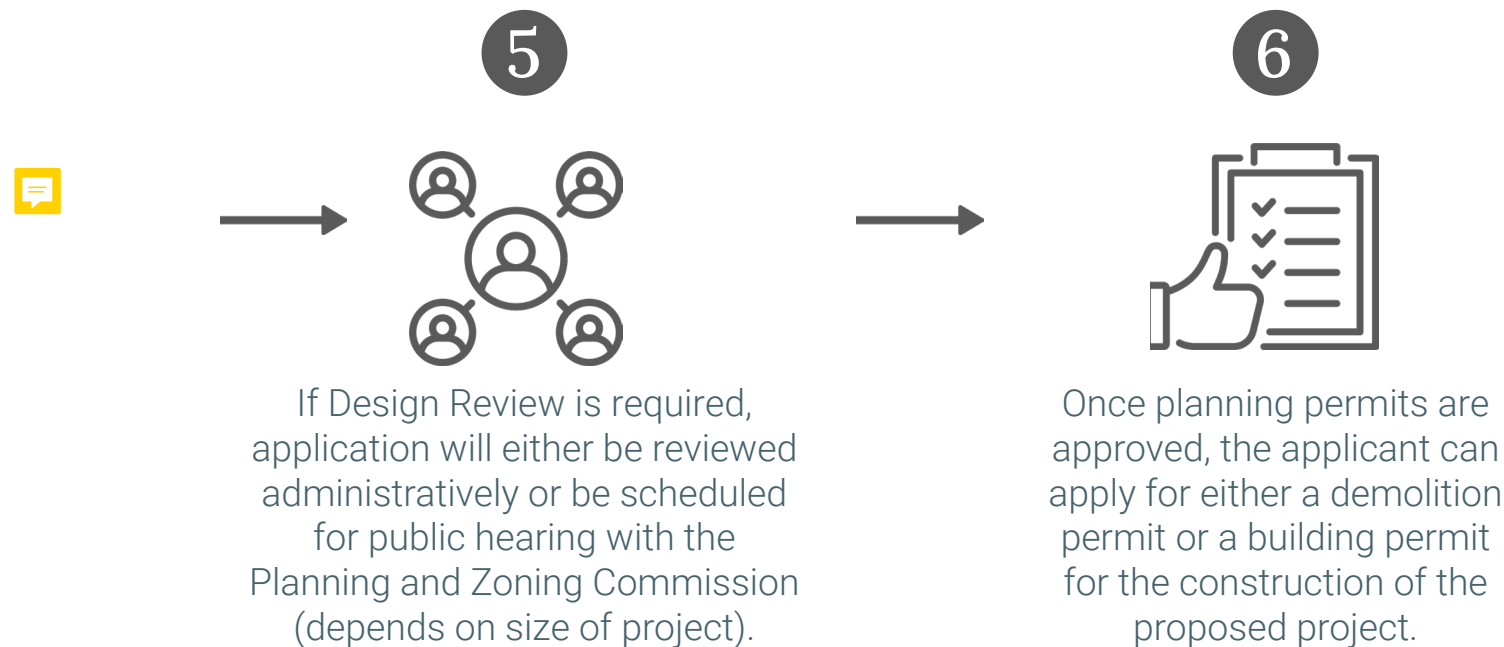 5
If Design Review is required,
application will either be reviewed
administratively or be scheduled
for public hearing with the
Planning and Zoning Commission
(depends on size of project).
6
Once planning permits are
approved, the applicant can
apply for either a demolition
permit or a building permit
for the construction of the
proposed project.